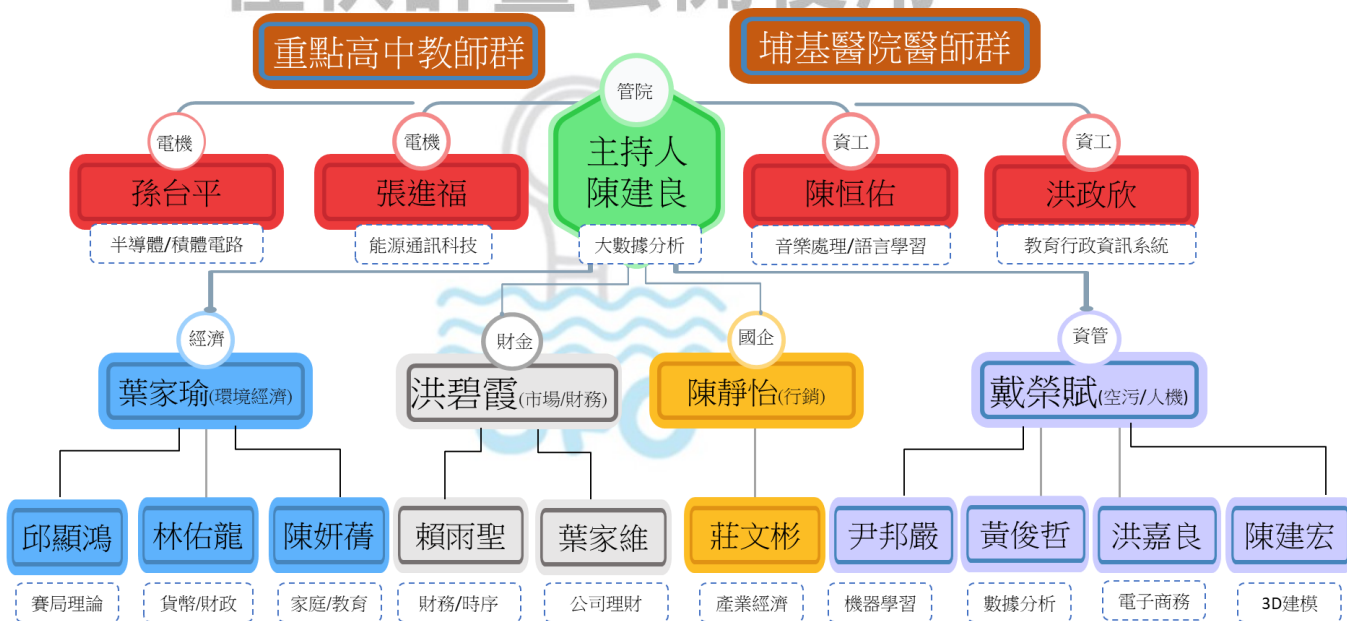 僅供計畫公開使用
重點高中教師群
埔基醫院醫師群
管院
主持人
陳建良
大數據分析
電機
孫台平
半導體/積體電路
電機
張進福
能源通訊科技
資工
陳恒佑
音樂處理/語言學習
資工
洪政欣
教育行政資訊系統
經濟
葉家瑜(環境經濟)
財金
洪碧霞(市場/財務)
國企
陳靜怡(行銷)
資管
戴榮賦(空污/人機)
邱顯鴻
林佑龍
陳妍蒨
賴雨聖
葉家維
莊文彬
尹邦嚴
黃俊哲
洪嘉良
陳建宏
賽局理論
貨幣/財政
家庭/教育
財務/時序
公司理財
產業經濟
機器學習
數據分析
電子商務
3D建模